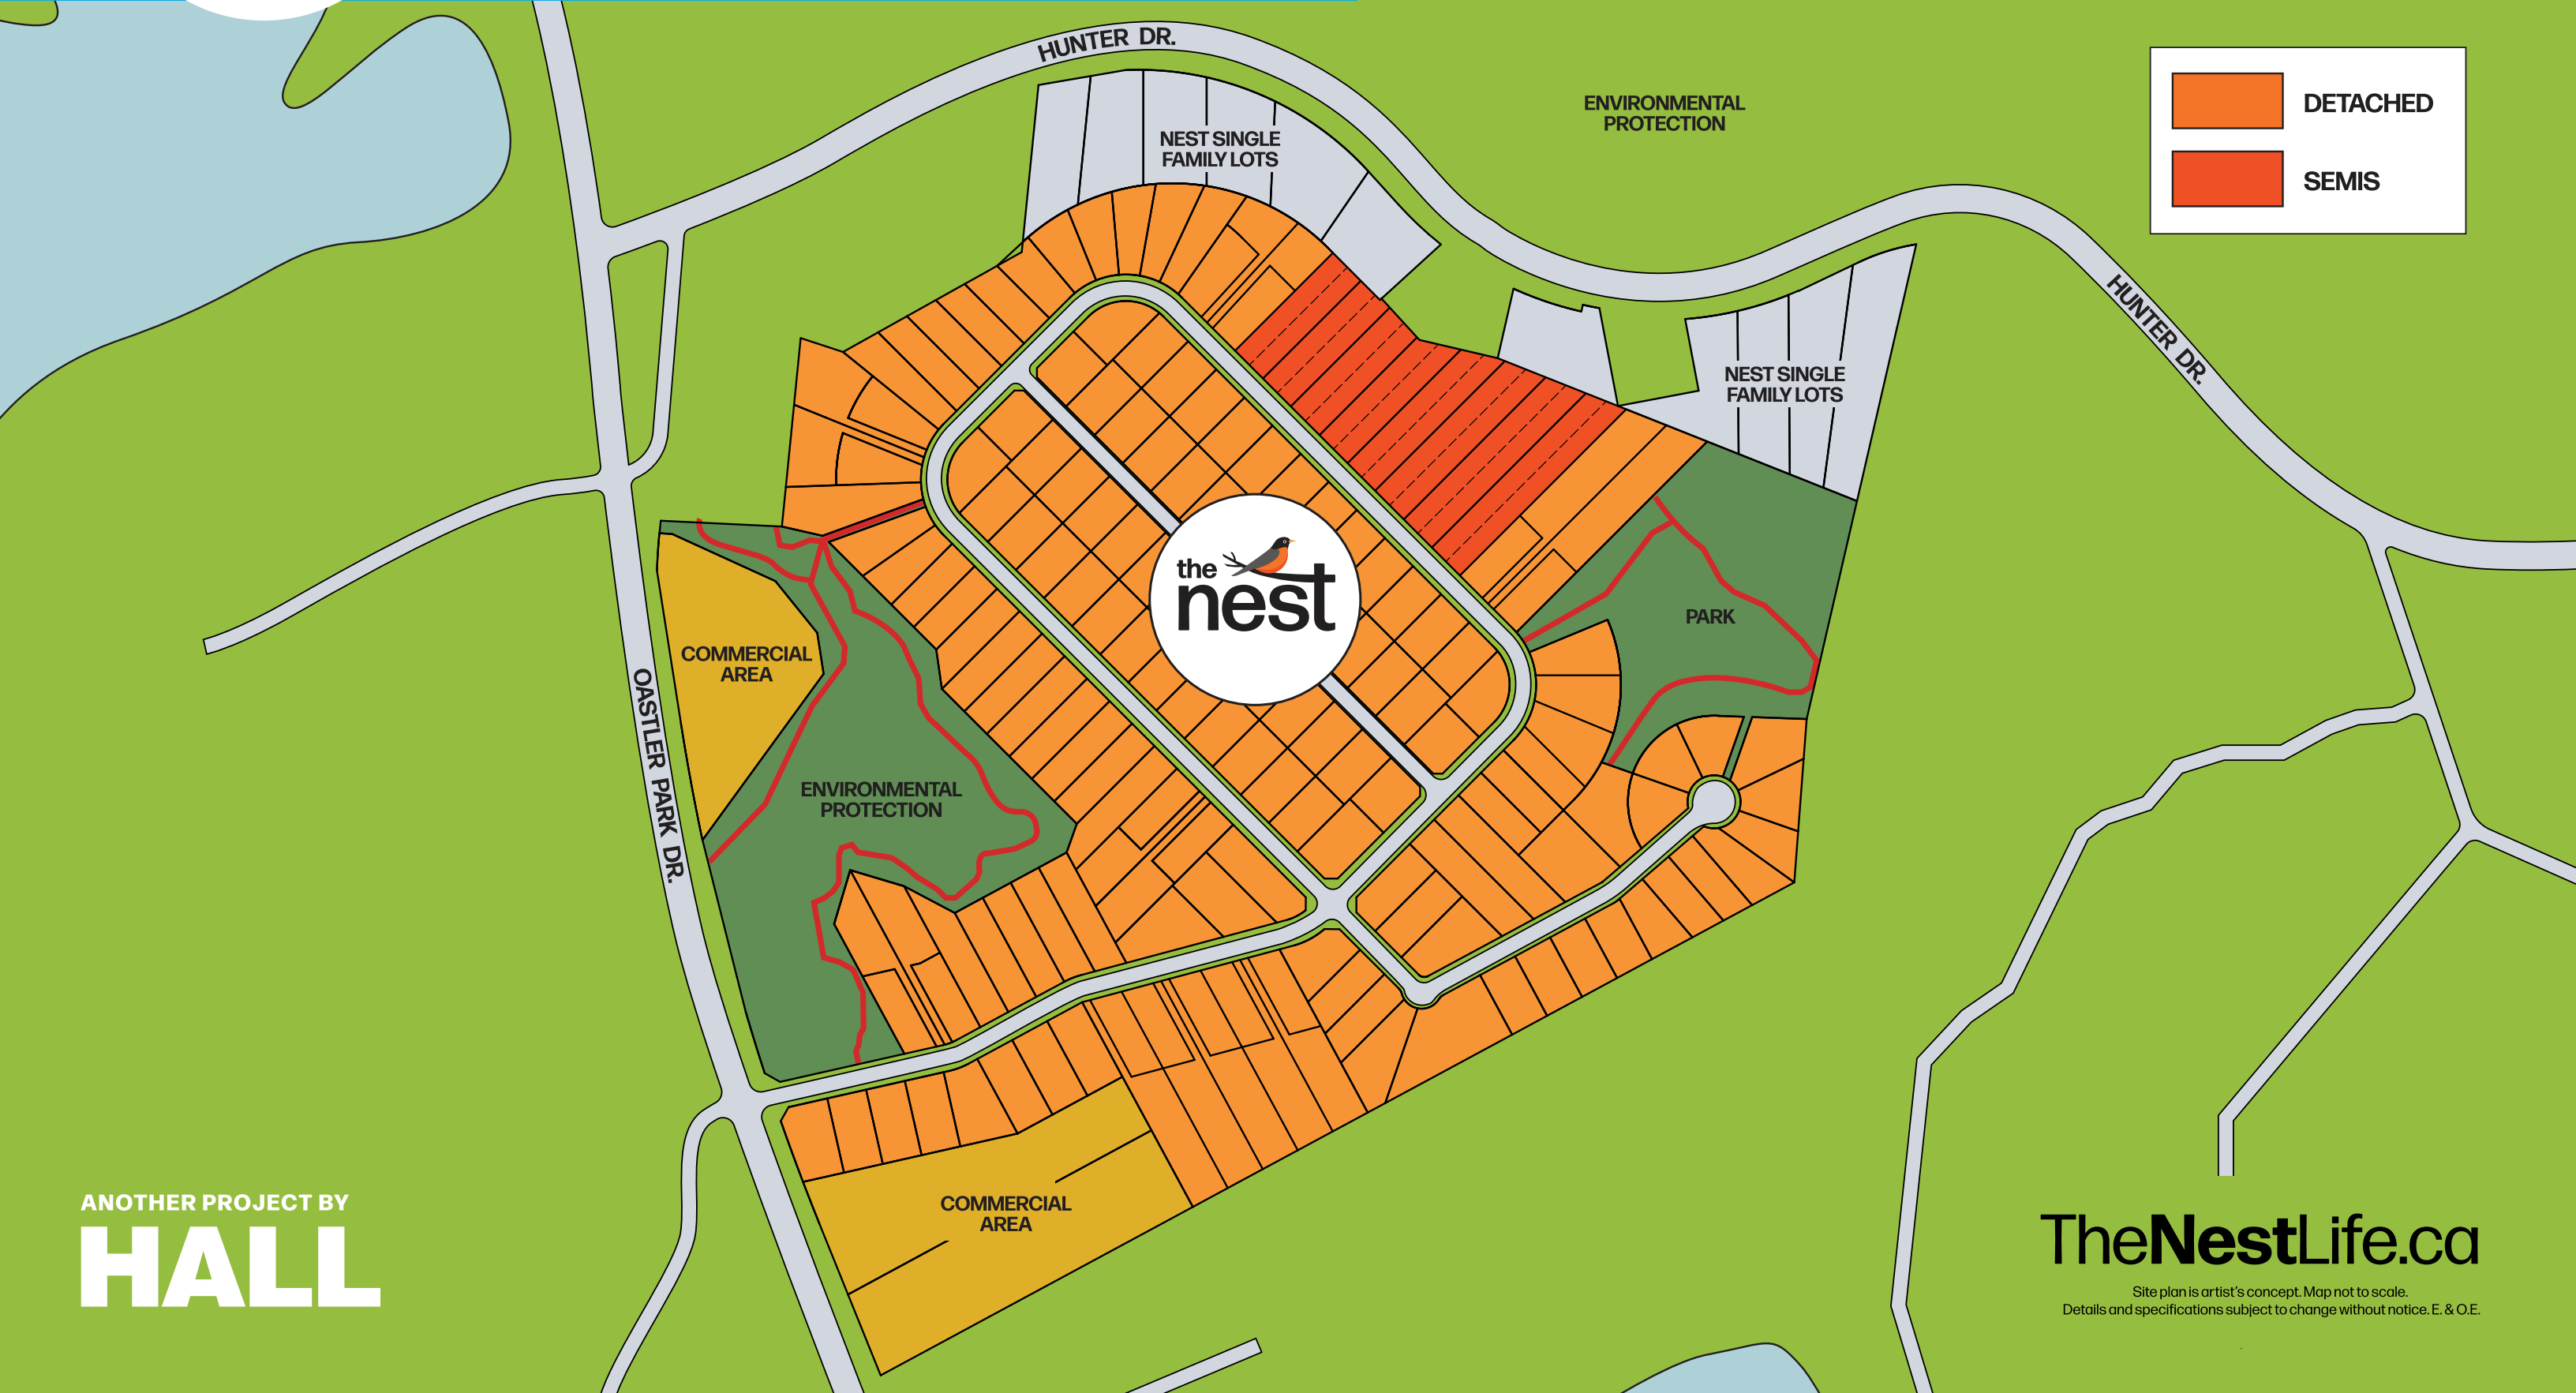 HUNTER DR.
ENVIRONMENTAL
PROTECTION
DETACHED
SEMIS
NEST SINGLE
FAMILY LOTS
HUNTER DR.
NEST SINGLE
FAMILY LOTS
the
nest
PARK
COMMERCIAL
AREA
OASTLER PARK DR.
ENVIRONMENTAL
PROTECTION
COMMERCIAL
AREA
ANOTHER PROJECT BY
HALL
TheNestLife.ca
Site plan is artist's concept. Map not to scale.
Details and specifications subject to change without notice. E. & O.E.